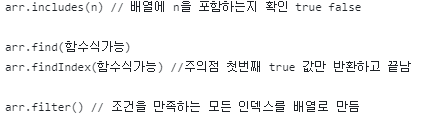 arr.includes(n) // 배열에 n을 포함하는지 확인 true false
arr.find(함수식가능)
arr.findIndex(함수식가능) //주의점 첫번째 true 값만 반환하고 끝남
arr.filter() // 조건을 만족하는 모든 인덱스를 배열로 만듬